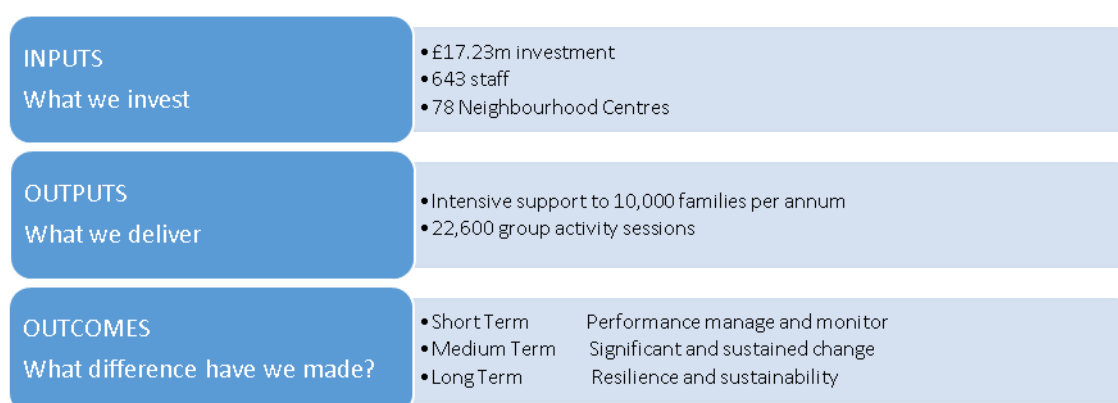 INPUTS
What we invest
•£17.23m investment
•643 staff
•78 Neighbourhood Centres
OUTPUTS
What we deliver
•Intensive support to 10,000 families per annum
•22,600 group activity sessions
OUTCOMES
What difference have we made?
•Short Term Performance manage and monitor
•Medium Term Significant and sustained change
•Long Term Resilience and sustainability